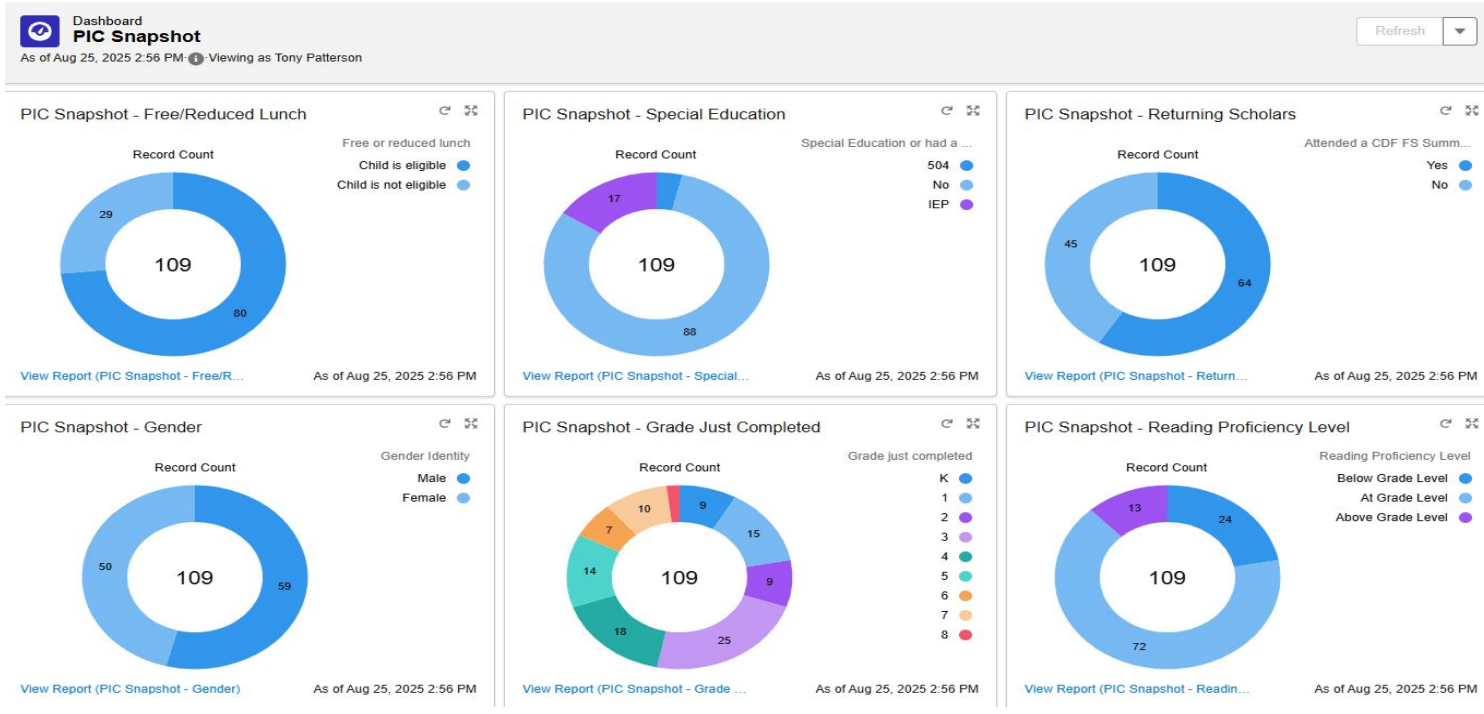 Dashboard
PIC Snapshot
As of Aug 25, 2025 2:56 PM·Viewing as Tony Patterson
Refresh
PIC Snapshot - Free/Reduced Lunch
Record Count
Free or reduced lunch
Child is eligible
Child is not eligible
29
109
80
View Report (PIC Snapshot - Free/R...
As of Aug 25, 2025 2:56 PM
PIC Snapshot - Special Education
Record Count
Special Education or had a ...
504
No
IEP
17
109
88
View Report (PIC Snapshot - Special...
As of Aug 25, 2025 2:56 PM
PIC Snapshot - Returning Scholars
Record Count
Attended a CDF FS Summ...
Yes
No
45
109
64
View Report (PIC Snapshot - Return...
As of Aug 25, 2025 2:56 PM
PIC Snapshot - Gender
Record Count
Gender Identity
Male
Female
50
109
59
View Report (PIC Snapshot - Gender)
As of Aug 25, 2025 2:56 PM
PIC Snapshot - Grade Just Completed
Record Count
Grade just completed
K
1
2
3
4
5
6
7
8
10
9
7
15
14
109
9
18
25
View Report (PIC Snapshot - Grade ...
As of Aug 25, 2025 2:56 PM
PIC Snapshot - Reading Proficiency Level
Record Count
Reading Proficiency Level
Below Grade Level
At Grade Level
Above Grade Level
13
24
109
72
View Report (PIC Snapshot - Readin...
As of Aug 25, 2025 2:56 PM